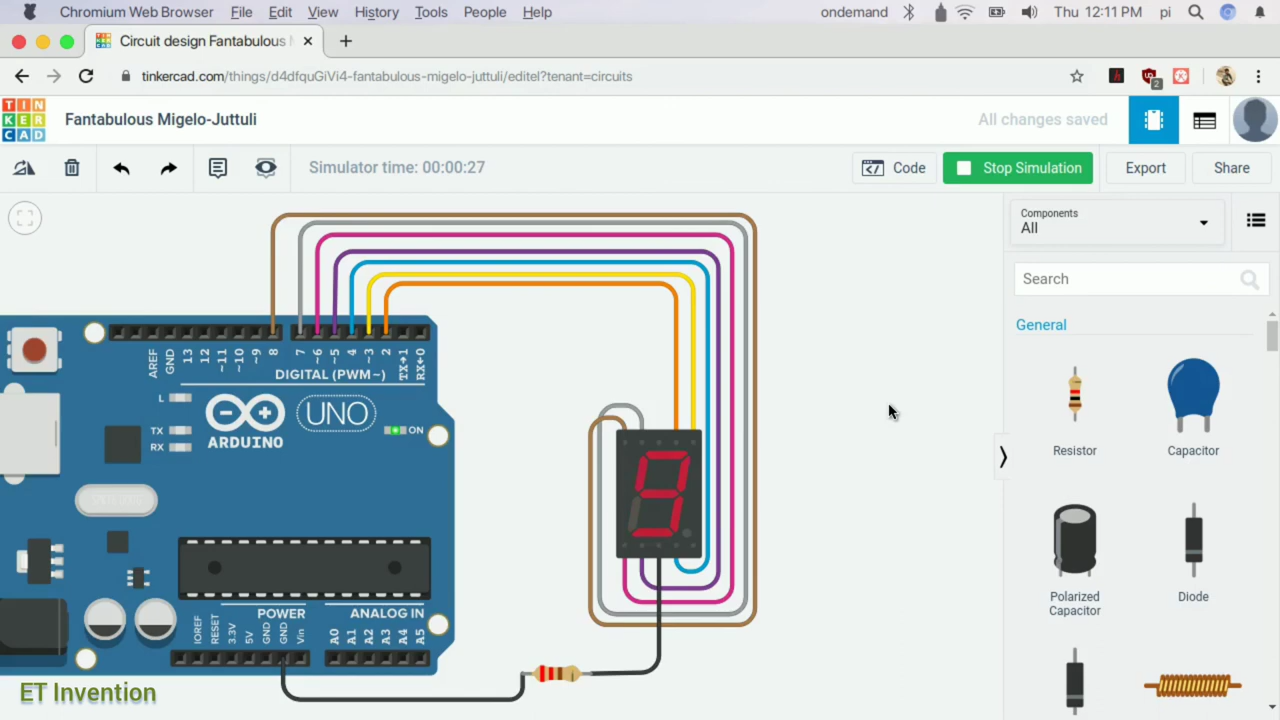 Chromium Web Browser File Edit View History Tools People Help ondemand Thu 12:11 PM pi
Circuit design Fantabulous M
tinkercad.com/things/d4dfquGiVi4-fantabulous-migelo-juttuli/editel?tenant=circuits
2
TIN
KER
CAD
Fantabulous Migelo-Juttuli
All changes saved
Simulator time: 00:00:27
Code
Stop Simulation
Export
Share
Components
All
Search
General
Resistor
Capacitor
Polarized
Capacitor
Diode
AREF GND 13 12 ~11 ~10 ~9 8 7 ~6 ~5 4 ~3 2 TX→1 RX←0
DIGITAL (PWM~)
L
TX
RX
ARDUINO
UNO
ON
9
POWER
ANALOG IN
IOREF RESET 3.3V 5V GND GND Vin A0 A1 A2 A3 A4 A5
ET Invention